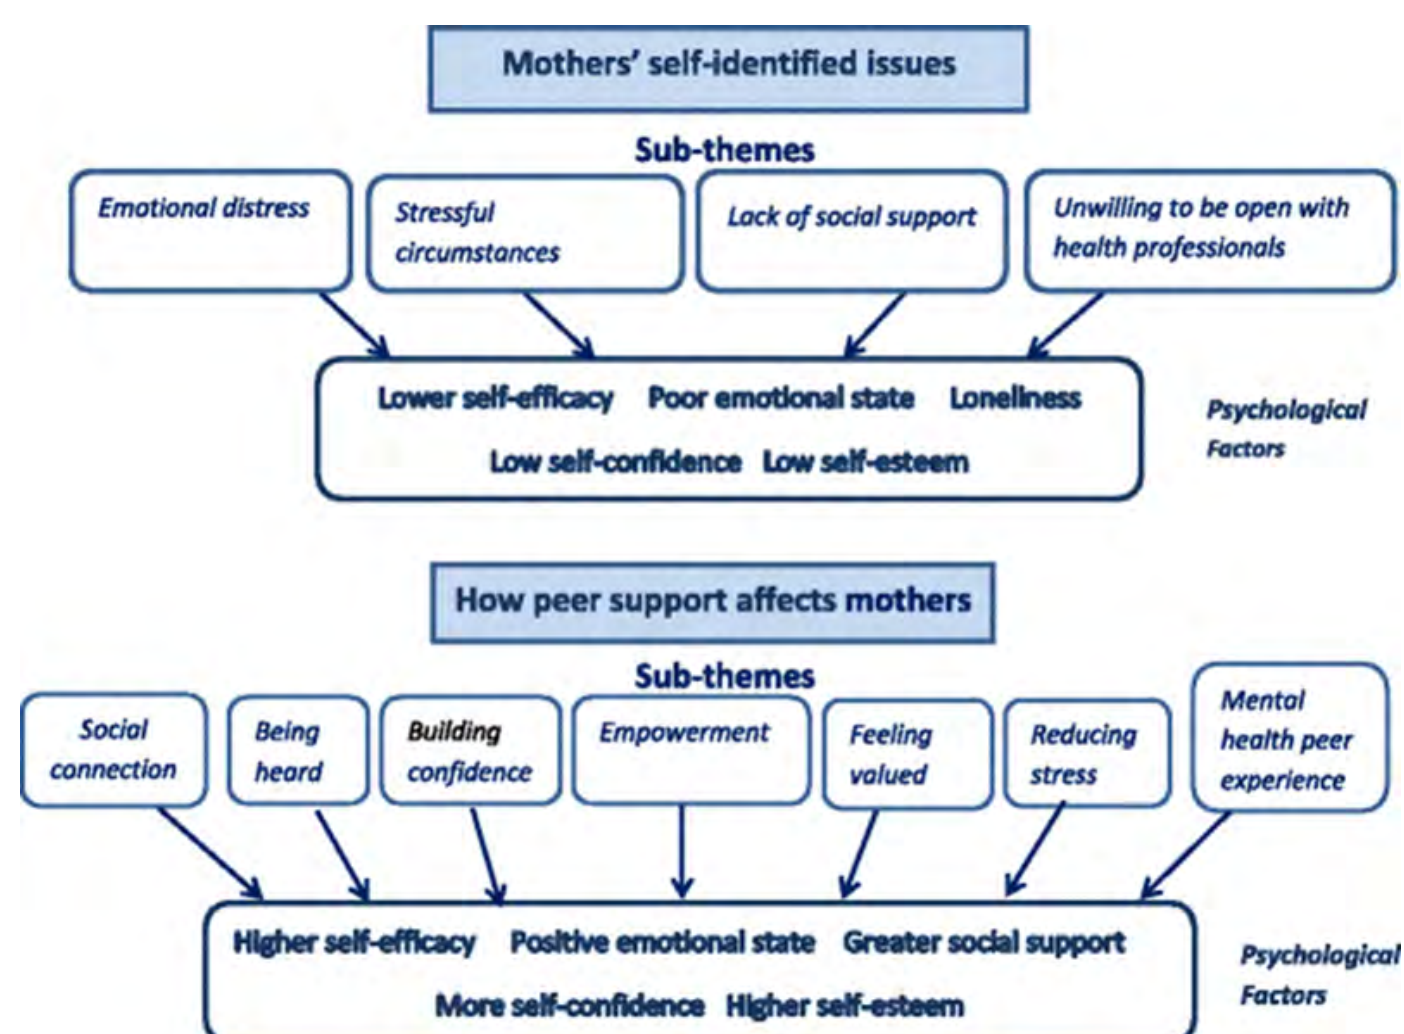 Mothers' self-identified issues
Sub-themes
Emotional distress
Stressful
circumstances
Lack of social support
Unwilling to be open with
health professionals
Lower self-efficacy Poor emotional state Loneliness
Low self-confidence Low self-esteem
Psychological
Factors
How peer support affects mothers
Sub-themes
Social
connection
Being
heard
Building
confidence
Empowerment
Feeling
valued
Reducing
stress
Mental
health peer
experience
Higher self-efficacy Positive emotional state Greater social support
More self-confidence Higher self-esteem
Psychological
Factors